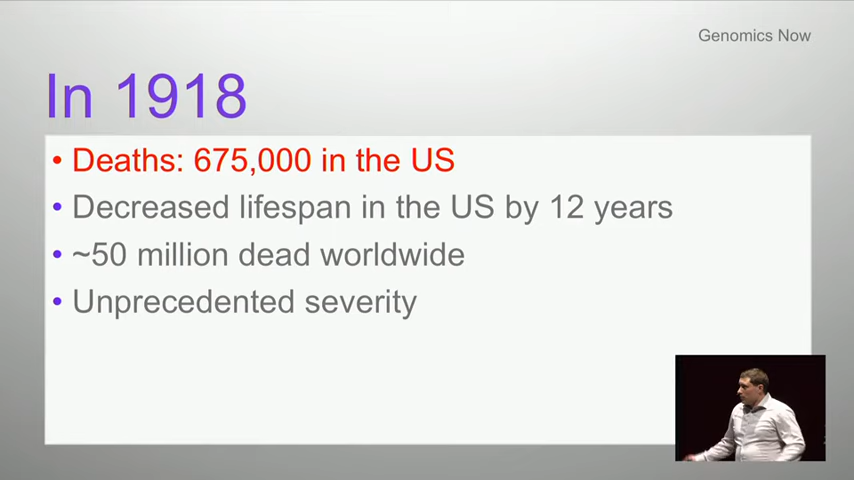 Genomics Now
In 1918
• Deaths: 675,000 in the US
• Decreased lifespan in the US by 12 years
• ~50 million dead worldwide
• Unprecedented severity